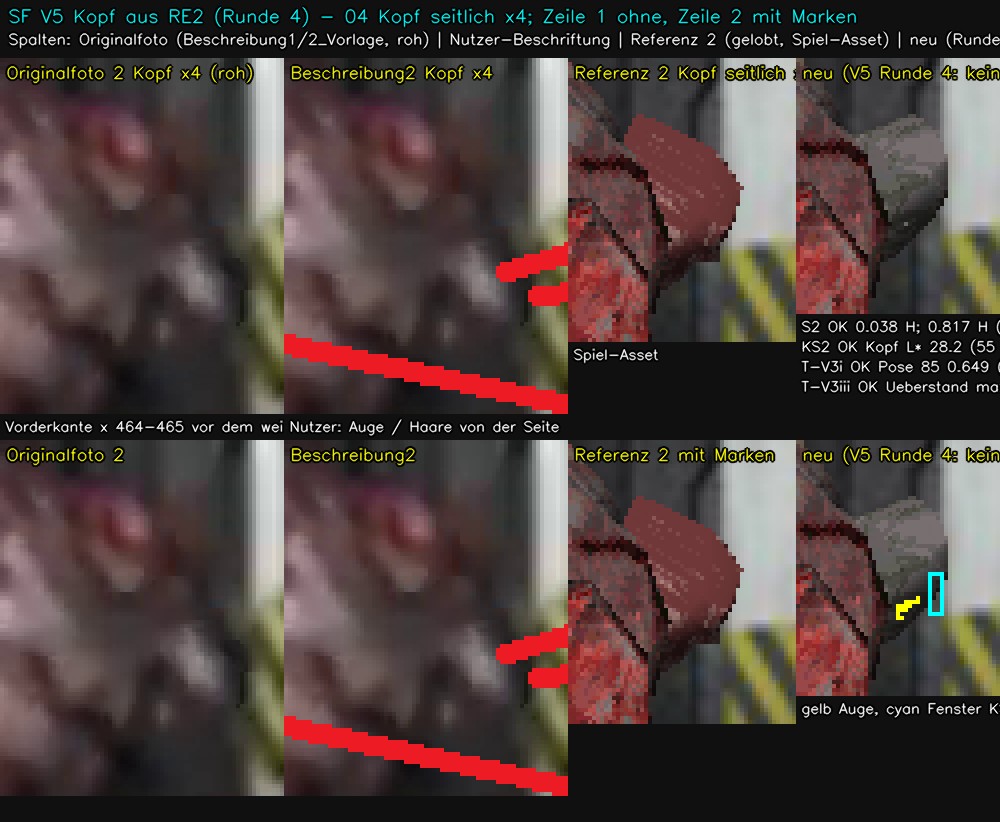 SF V5 Kopf aus RE2 (Runde 4) – 04 Kopf seitlich x4; Zeile 1 ohne, Zeile 2 mit Marken
Spalten: Originalfoto (Beschreibung1/2_Vorlage, roh) | Nutzer-Beschriftung | Referenz 2 (gelobt, Spiel-Asset) | neu (Runde
Originalfoto 2 Kopf x4 (roh)
Beschreibung2 Kopf x4
Referenz 2 Kopf seitlich
neu (V5 Runde 4: kein
S2 OK 0.038 H; 0.817 H (
KS2 OK Kopf L* 28.2 (55
T-V3i OK Pose 85 0.649 (
T-V3iii OK Ueberstand ma
Spiel-Asset
Vorderkante x 464-465 vor dem wei
Nutzer: Auge / Haare von der Seite
Originalfoto 2
Beschreibung2
Referenz 2 mit Marken
neu (V5 Runde 4: kein
gelb Auge, cyan Fenster K